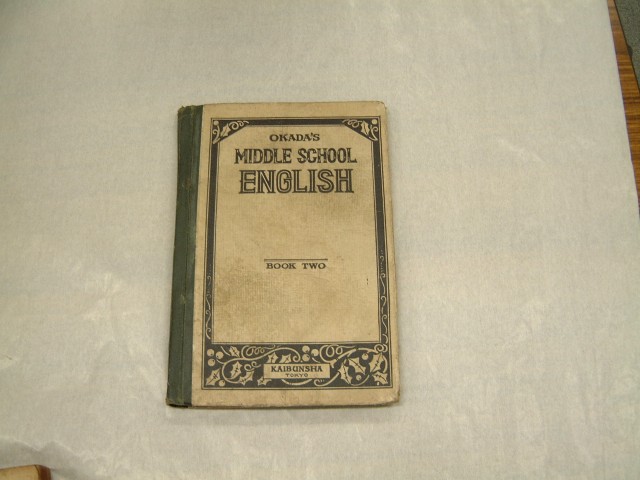 OKADA'S
MIDDLE SCHOOL
ENGLISH
BOOK TWO
KAIBUNSHA
TOKYO